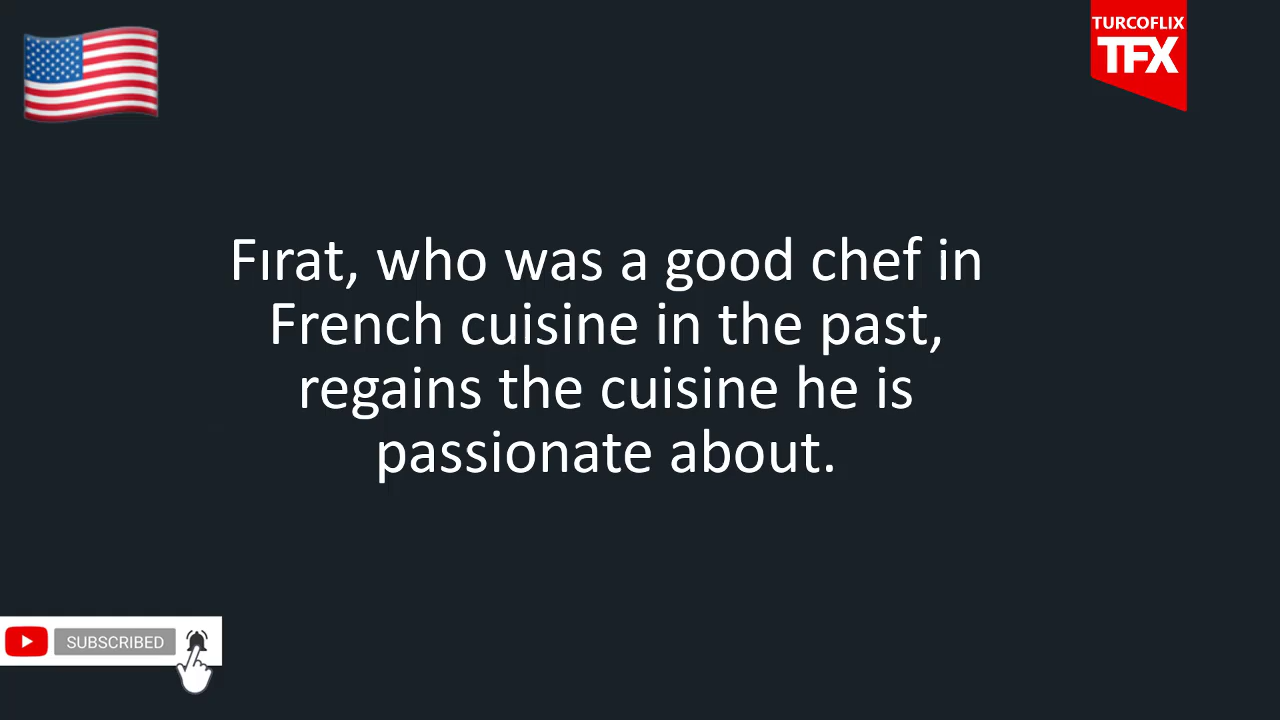 TURCOFLIX
TFX
Fırat, who was a good chef in
French cuisine in the past,
regains the cuisine he is
passionate about.
SUBSCRIBED